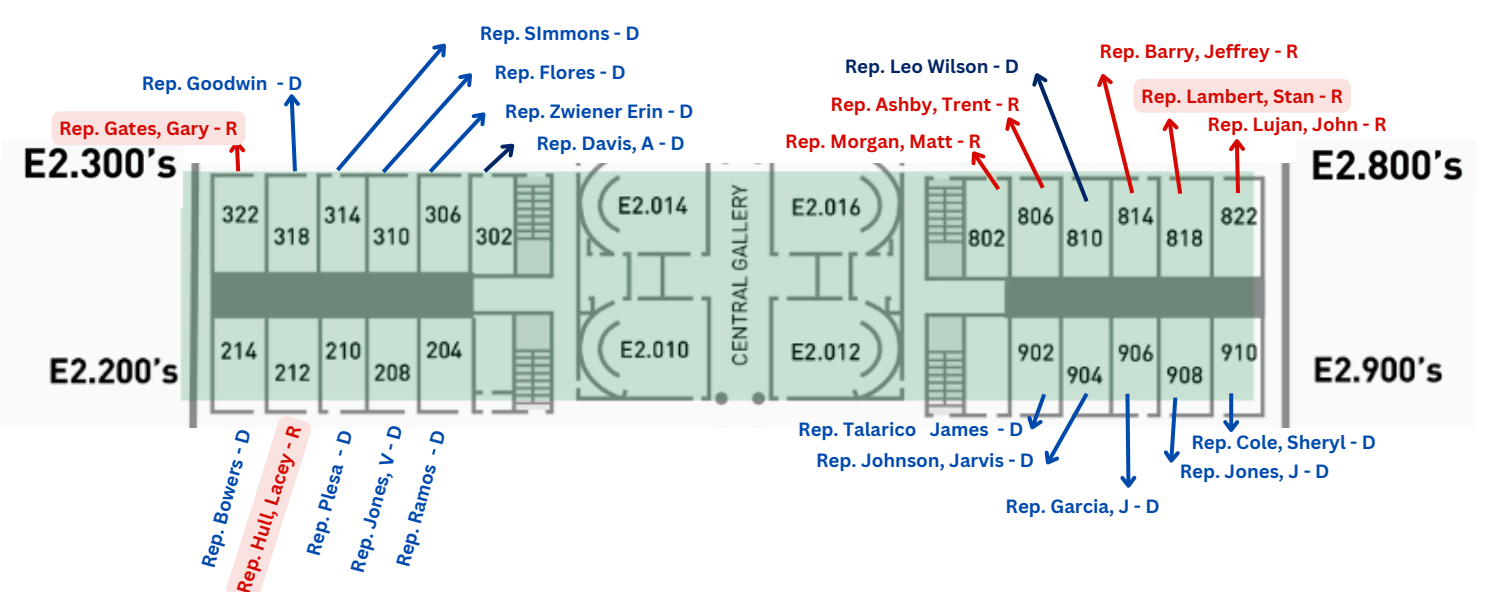 Rep. SImmons - D
Rep. Flores - D
Rep. Goodwin - D
Rep. Zwiener Erin - D
Rep. Gates, Gary - R
Rep. Davis, A - D
Rep. Barry, Jeffrey - R
Rep. Leo Wilson - D
Rep. Lambert, Stan - R
Rep. Ashby, Trent - R
Rep. Lujan, John - R
Rep. Morgan, Matt - R
E2.300's
E2.800's
322
318
314
310
306
302
E2.014
CENTRAL GALLERY
E2.016
802
806
810
814
818
822
E2.200's
214
212
210
208
204
E2.010
E2.012
902
904
906
908
910
E2.900's
Rep. Bowers - D
Rep. Hull, Lacey - R
Rep. Plesa - D
Rep. Jones, V - D
Rep. Ramos - D
Rep. Talarico James - D
Rep. Johnson, Jarvis - D
Rep. Garcia, J - D
Rep. Cole, Sheryl - D
Rep. Jones, J - D